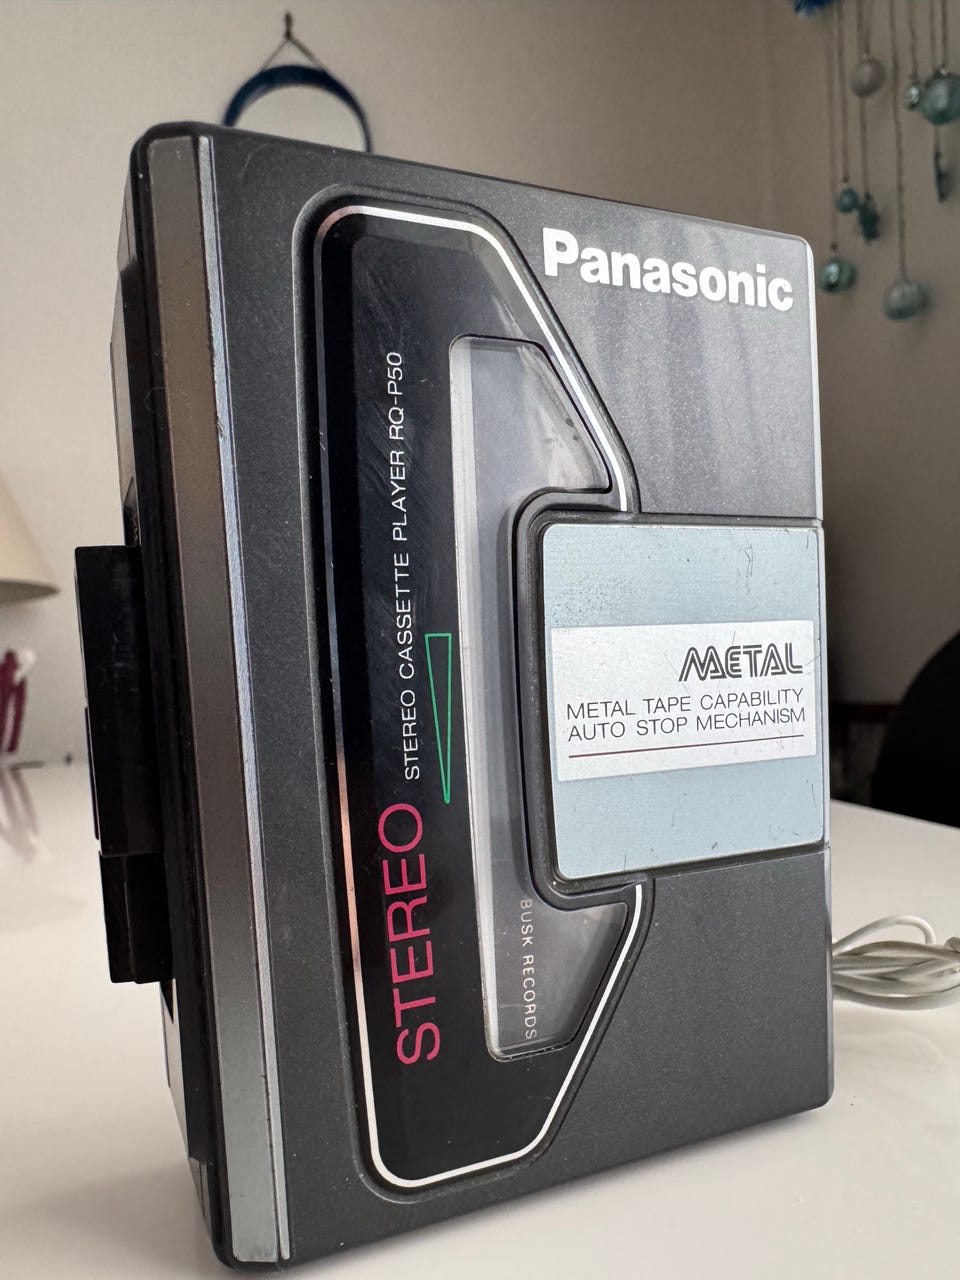 Panasonic
STEREO STEREO CASSETTE PLAYER RQ-P50
METAL
METAL TAPE CAPABILITY
AUTO STOP MECHANISM
BUSK RECORDS